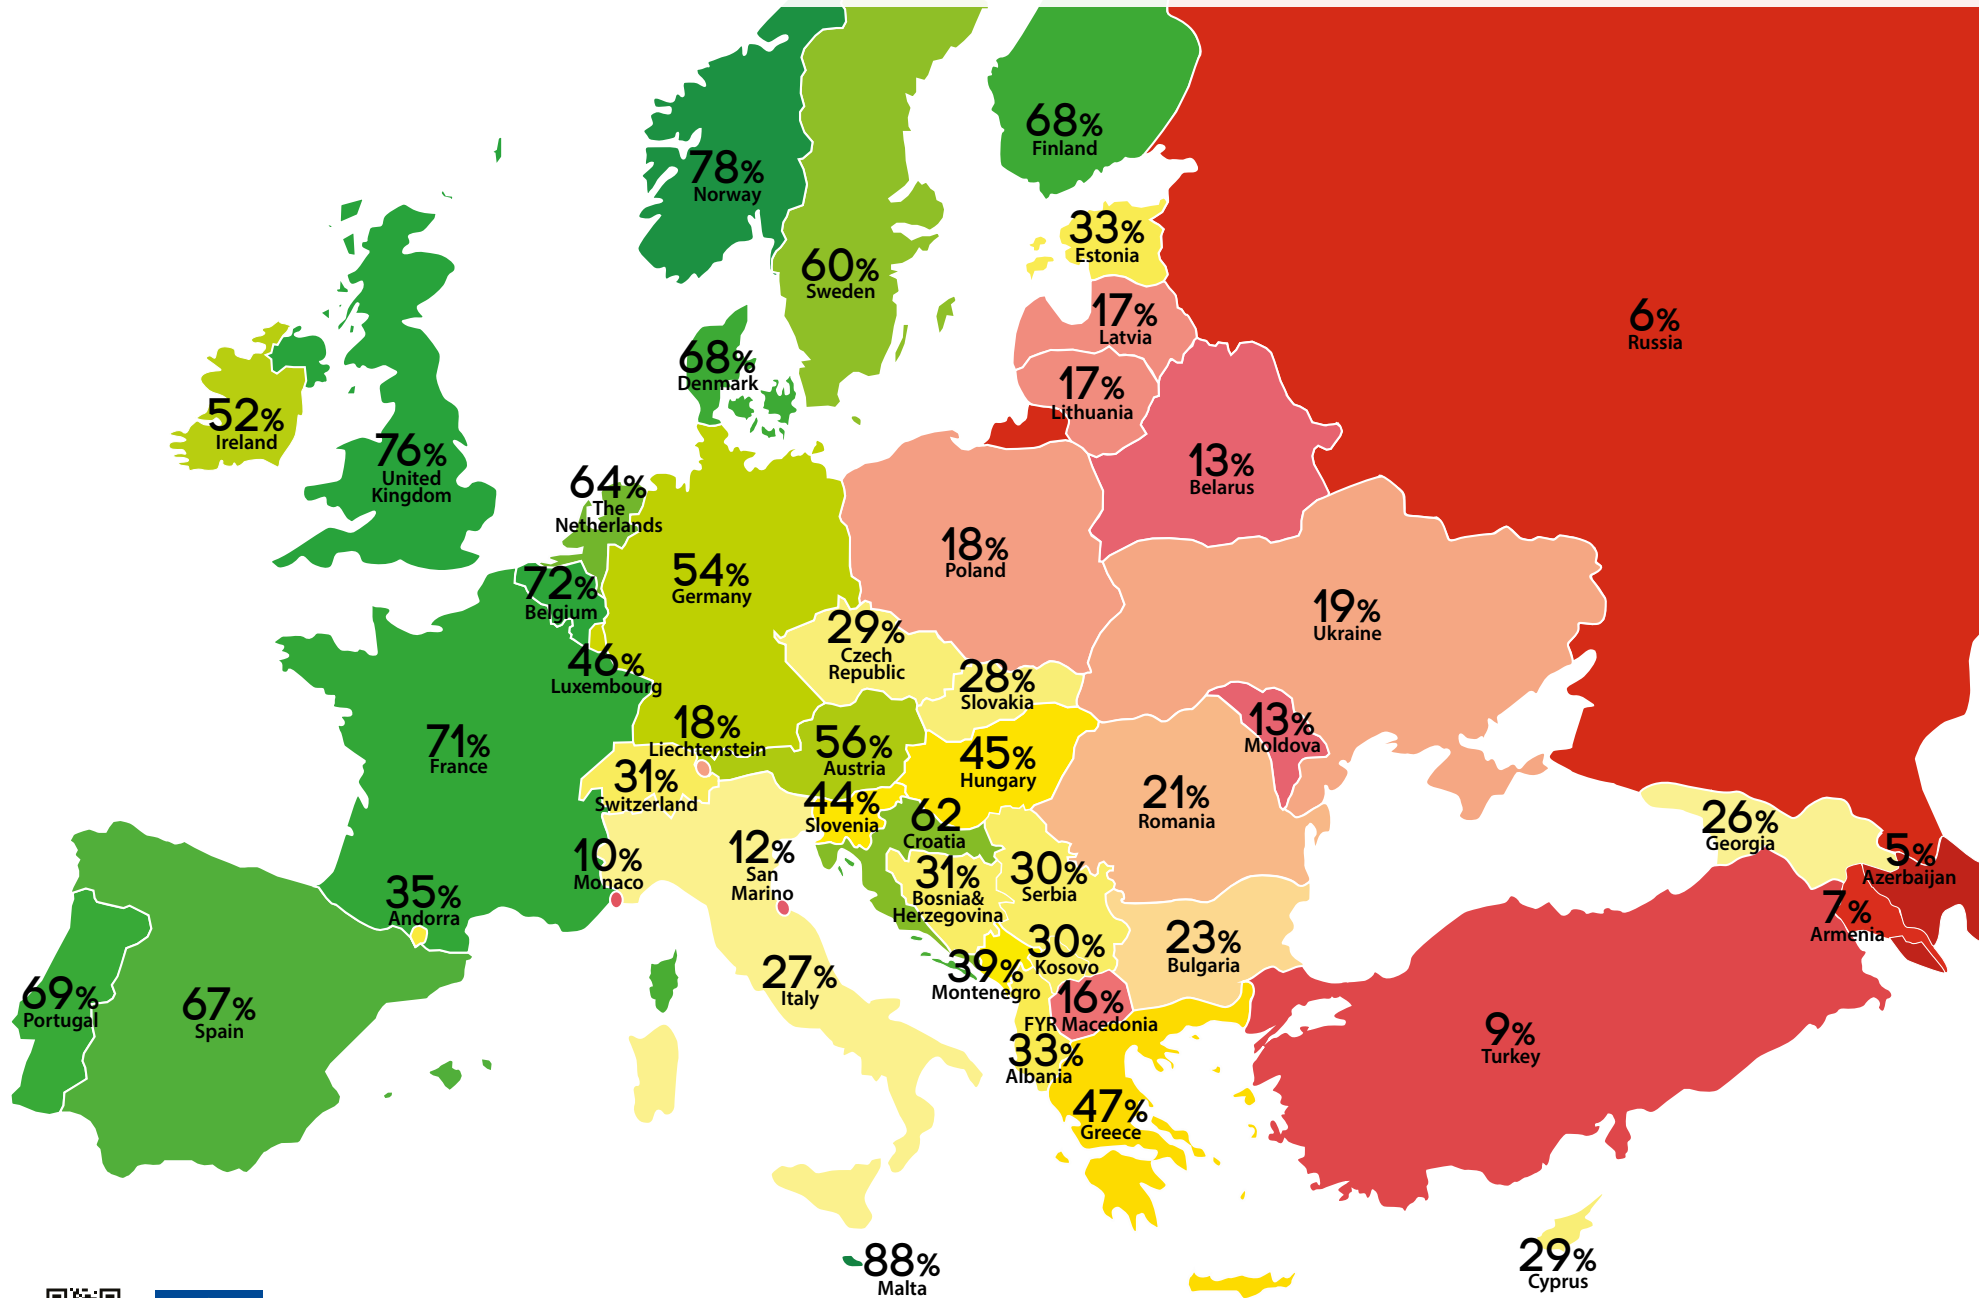 68%
Finland
78%
Norway
33%
Estonia
60%
Sweden
17%
Latvia
6%
Russia
68%
Denmark
17%
Lithuania
52%
Ireland
76%
United
Kingdom
13%
Belarus
64%
The
Netherlands
18%
Poland
54%
Germany
72%
Belgium
19%
Ukraine
29%
Czech
Republic
46%
Luxembourg
28%
Slovakia
18%
Liechtenstein
13%
Moldova
71%
France
56%
Austria
45%
Hungary
31%
Switzerland
21%
Romania
44%
Slovenia
62
Croatia
26%
Georgia
10%
Monaco
12%
San
Marino
31%
Bosnia&
Herzegovina
30%
Serbia
5%
Azerbaijan
35%
Andorra
7%
Armenia
23%
Bulgaria
30%
Kosovo
39%
Montenegro
27%
Italy
69%
Portugal
67%
Spain
16%
FYR Macedonia
9%
Turkey
33%
Albania
47%
Greece
88%
Malta
29%
Cyprus